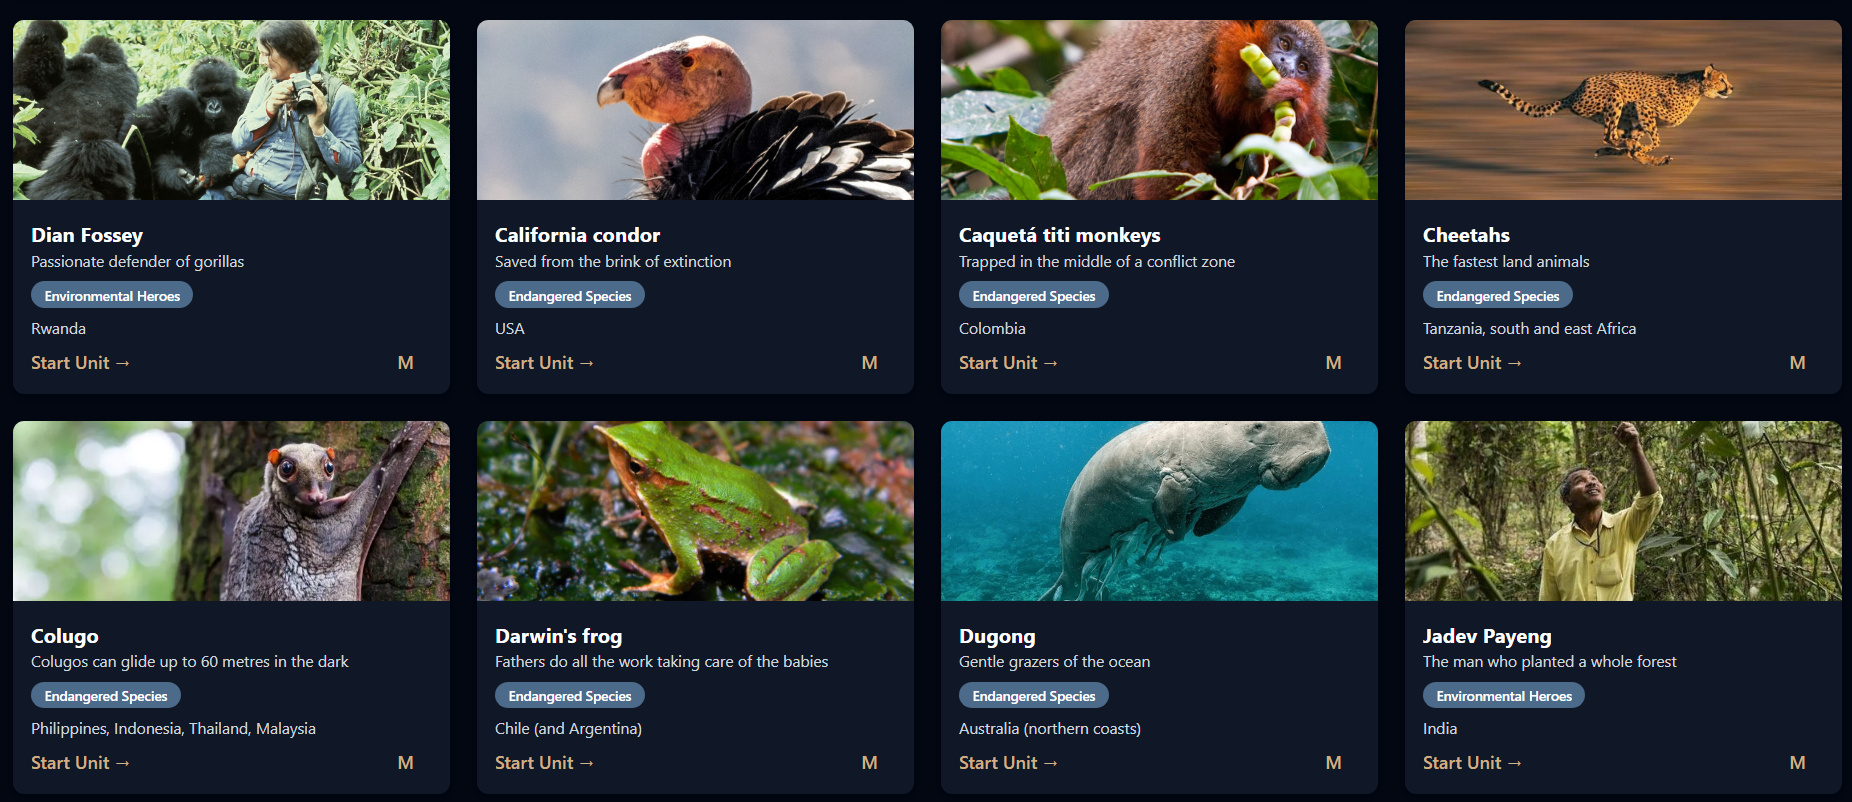 Dian Fossey
Passionate defender of gorillas
Environmental Heroes
Rwanda
Start Unit →
M
California condor
Saved from the brink of extinction
Endangered Species
USA
Start Unit →
M
Caquetá titi monkeys
Trapped in the middle of a conflict zone
Endangered Species
Colombia
Start Unit →
M
Cheetahs
The fastest land animals
Endangered Species
Tanzania, south and east Africa
Start Unit →
M
Colugo
Colugos can glide up to 60 metres in the dark
Endangered Species
Philippines, Indonesia, Thailand, Malaysia
Start Unit →
M
Darwin's frog
Fathers do all the work taking care of the babies
Endangered Species
Chile (and Argentina)
Start Unit →
M
Dugong
Gentle grazers of the ocean
Endangered Species
Australia (northern coasts)
Start Unit →
M
Jadev Payeng
The man who planted a whole forest
Environmental Heroes
India
Start Unit →
M